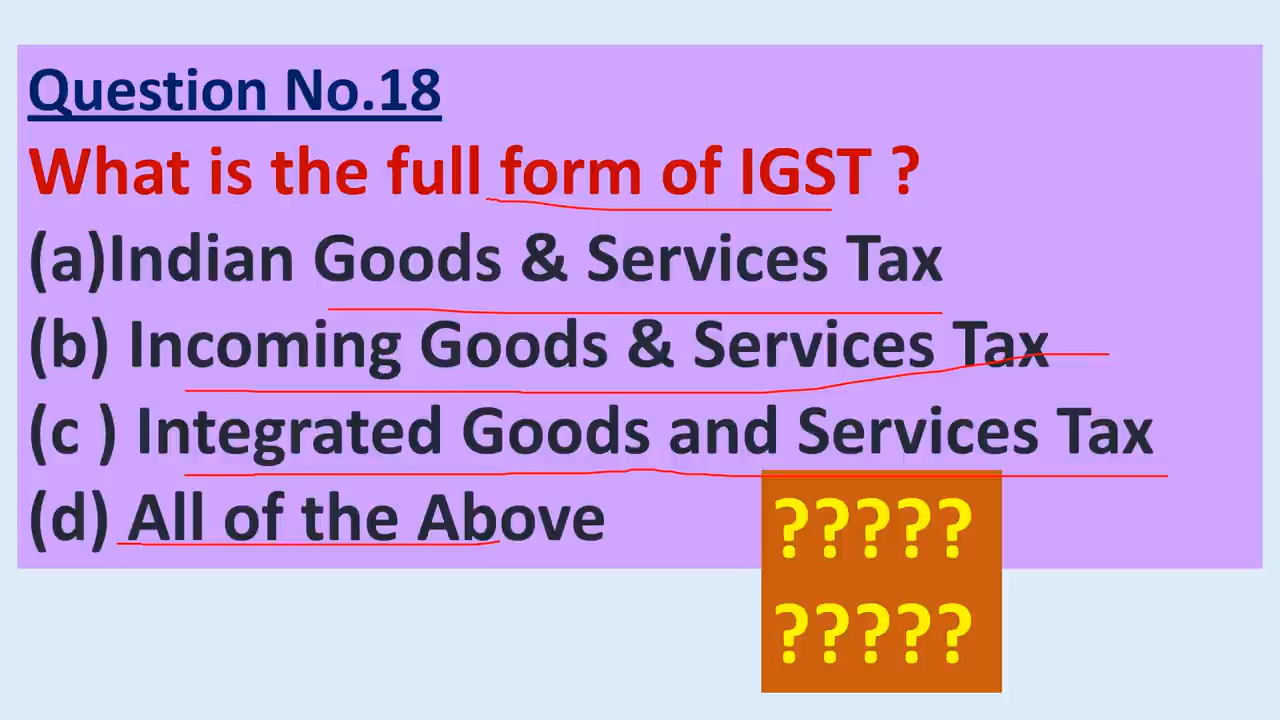 Question No.18
What is the full form of IGST ?
(a)Indian Goods & Services Tax
(b) Incoming Goods & Services Tax
(c ) Integrated Goods and Services Tax
(d) All of the Above
?????
?????